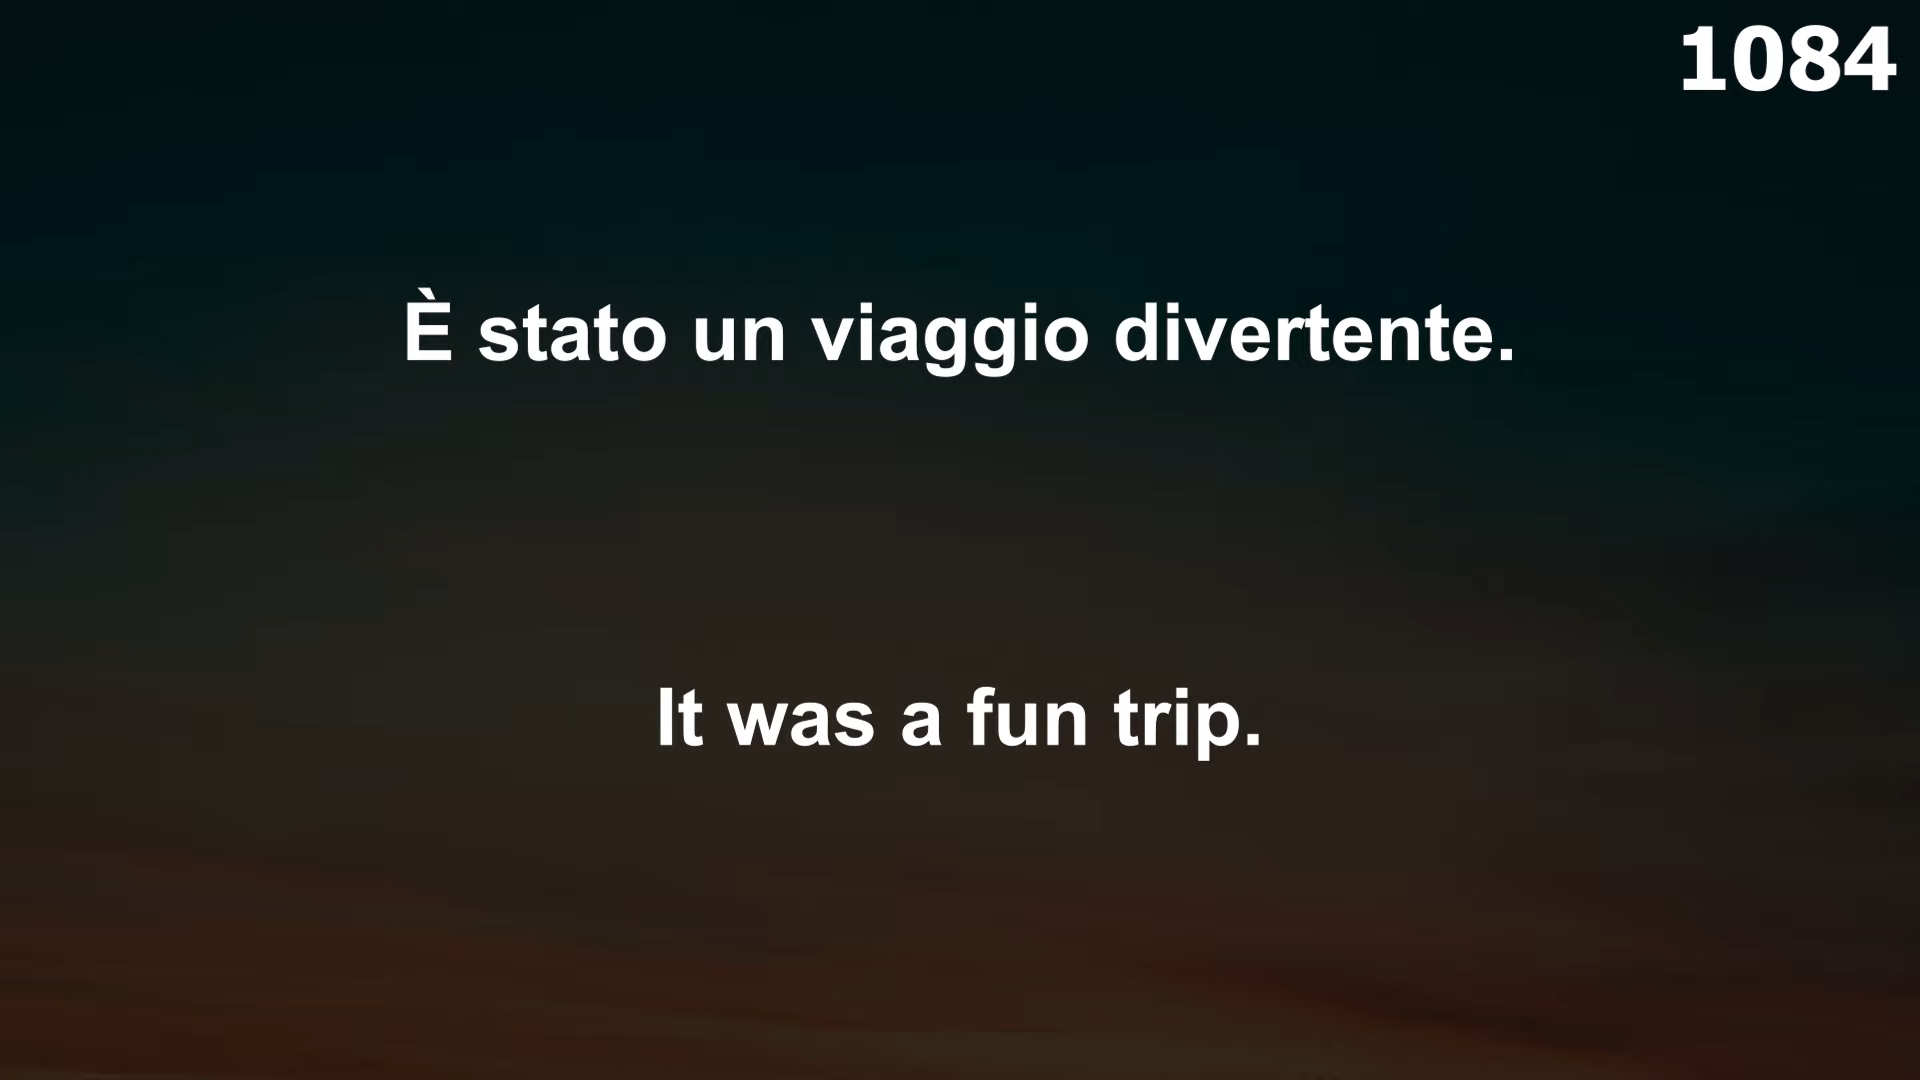 1084
È stato un viaggio divertente.
It was a fun trip.